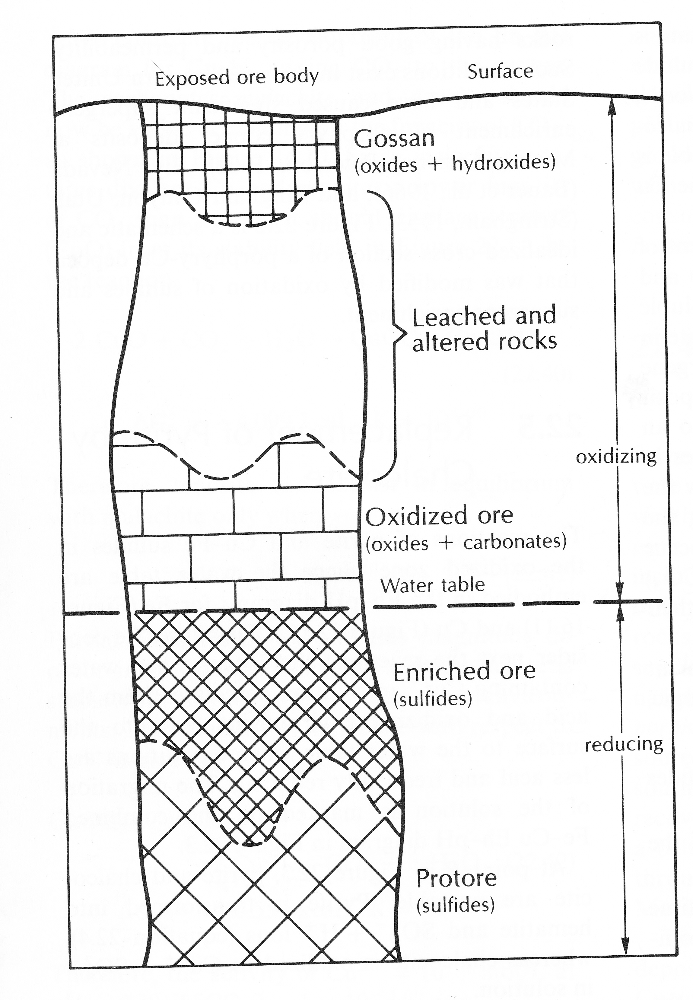 Exposed ore body
Surface
Gossan
(oxides + hydroxides)
Leached and
altered rocks
oxidizing
Oxidized ore
(oxides + carbonates)
Water table
Enriched ore
(sulfides)
reducing
Protore
(sulfides)